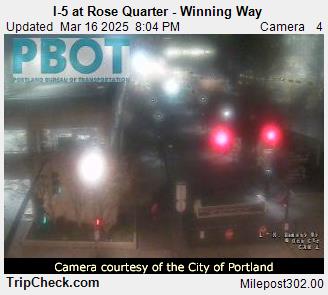 I-5 at Rose Quarter - Winning Way
Updated Mar 16 2025 8:04 PM Camera 4
PBOT
PORTLAND BUREAU OF TRANSPORTATION
Camera courtesy of the City of Portland
TripCheck.com Milepost302.00